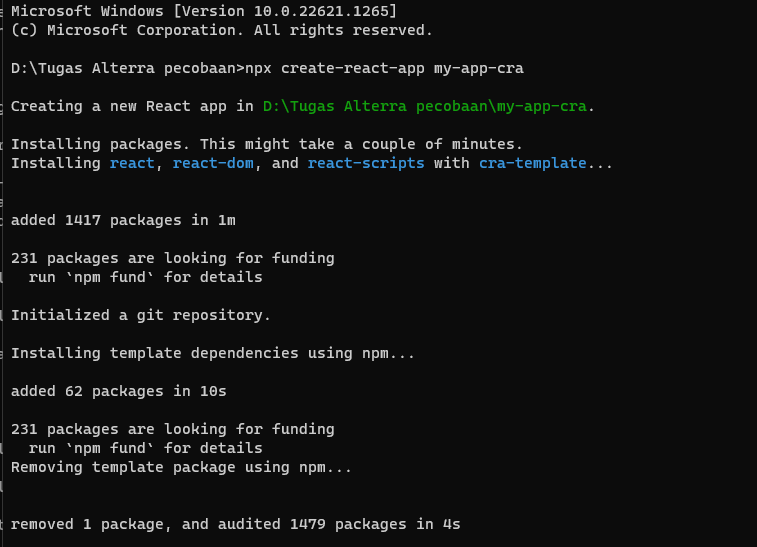 Microsoft Windows [Version 10.0.22621.1265]
(c) Microsoft Corporation. All rights reserved.
D:\Tugas Alterra pecobaan>npx create-react-app my-app-cra
Creating a new React app in D:\Tugas Alterra pecobaan\my-app-cra.
Installing packages. This might take a couple of minutes.
Installing react, react-dom, and react-scripts with cra-template...
added 1417 packages in 1m
231 packages are looking for funding
  run `npm fund` for details
Initialized a git repository.
Installing template dependencies using npm...
added 62 packages in 10s
231 packages are looking for funding
  run `npm fund` for details
Removing template package using npm...
removed 1 package, and audited 1479 packages in 4s